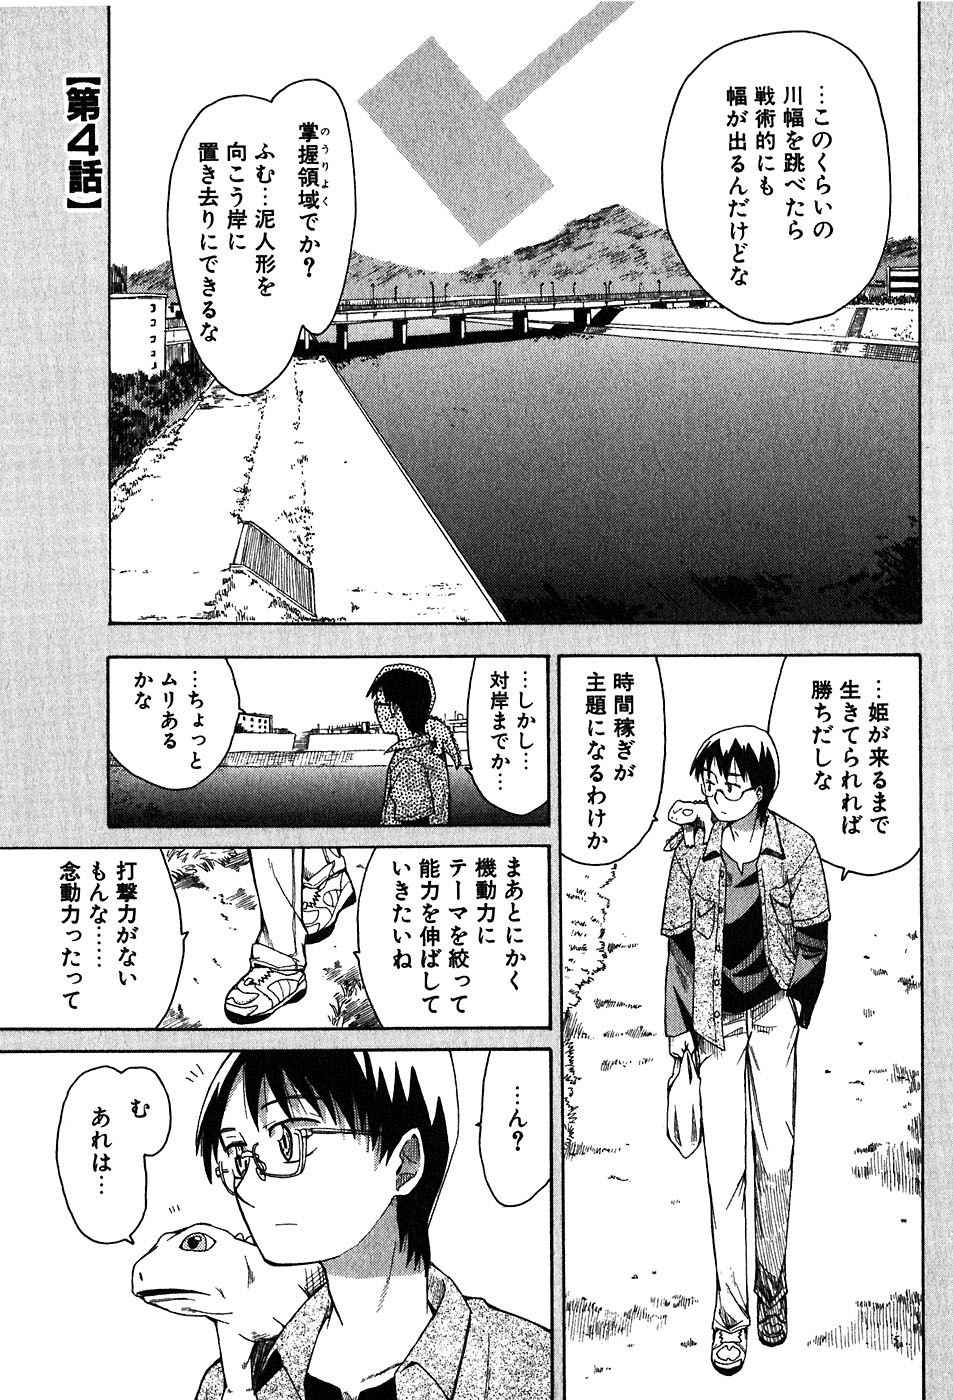 【第4話】
…このくらいの
川幅を跳べたら
戦術的にも
幅が出るんだけどな
のうりょく
掌握領域でか？
ふむ…泥人形を
向こう岸に
置き去りにできるな
…姫が来るまで
生きてられれば
勝ちだしな
時間稼ぎが
主題になるわけか
…しかし…
対岸までか…
…ちょっと
ムリある
かな
まあとにかく
機動力に
テーマを絞って
能力を伸ばして
いきたいね
打撃力がない
もんな……
念動力ったって
…ん？
む
あれは…